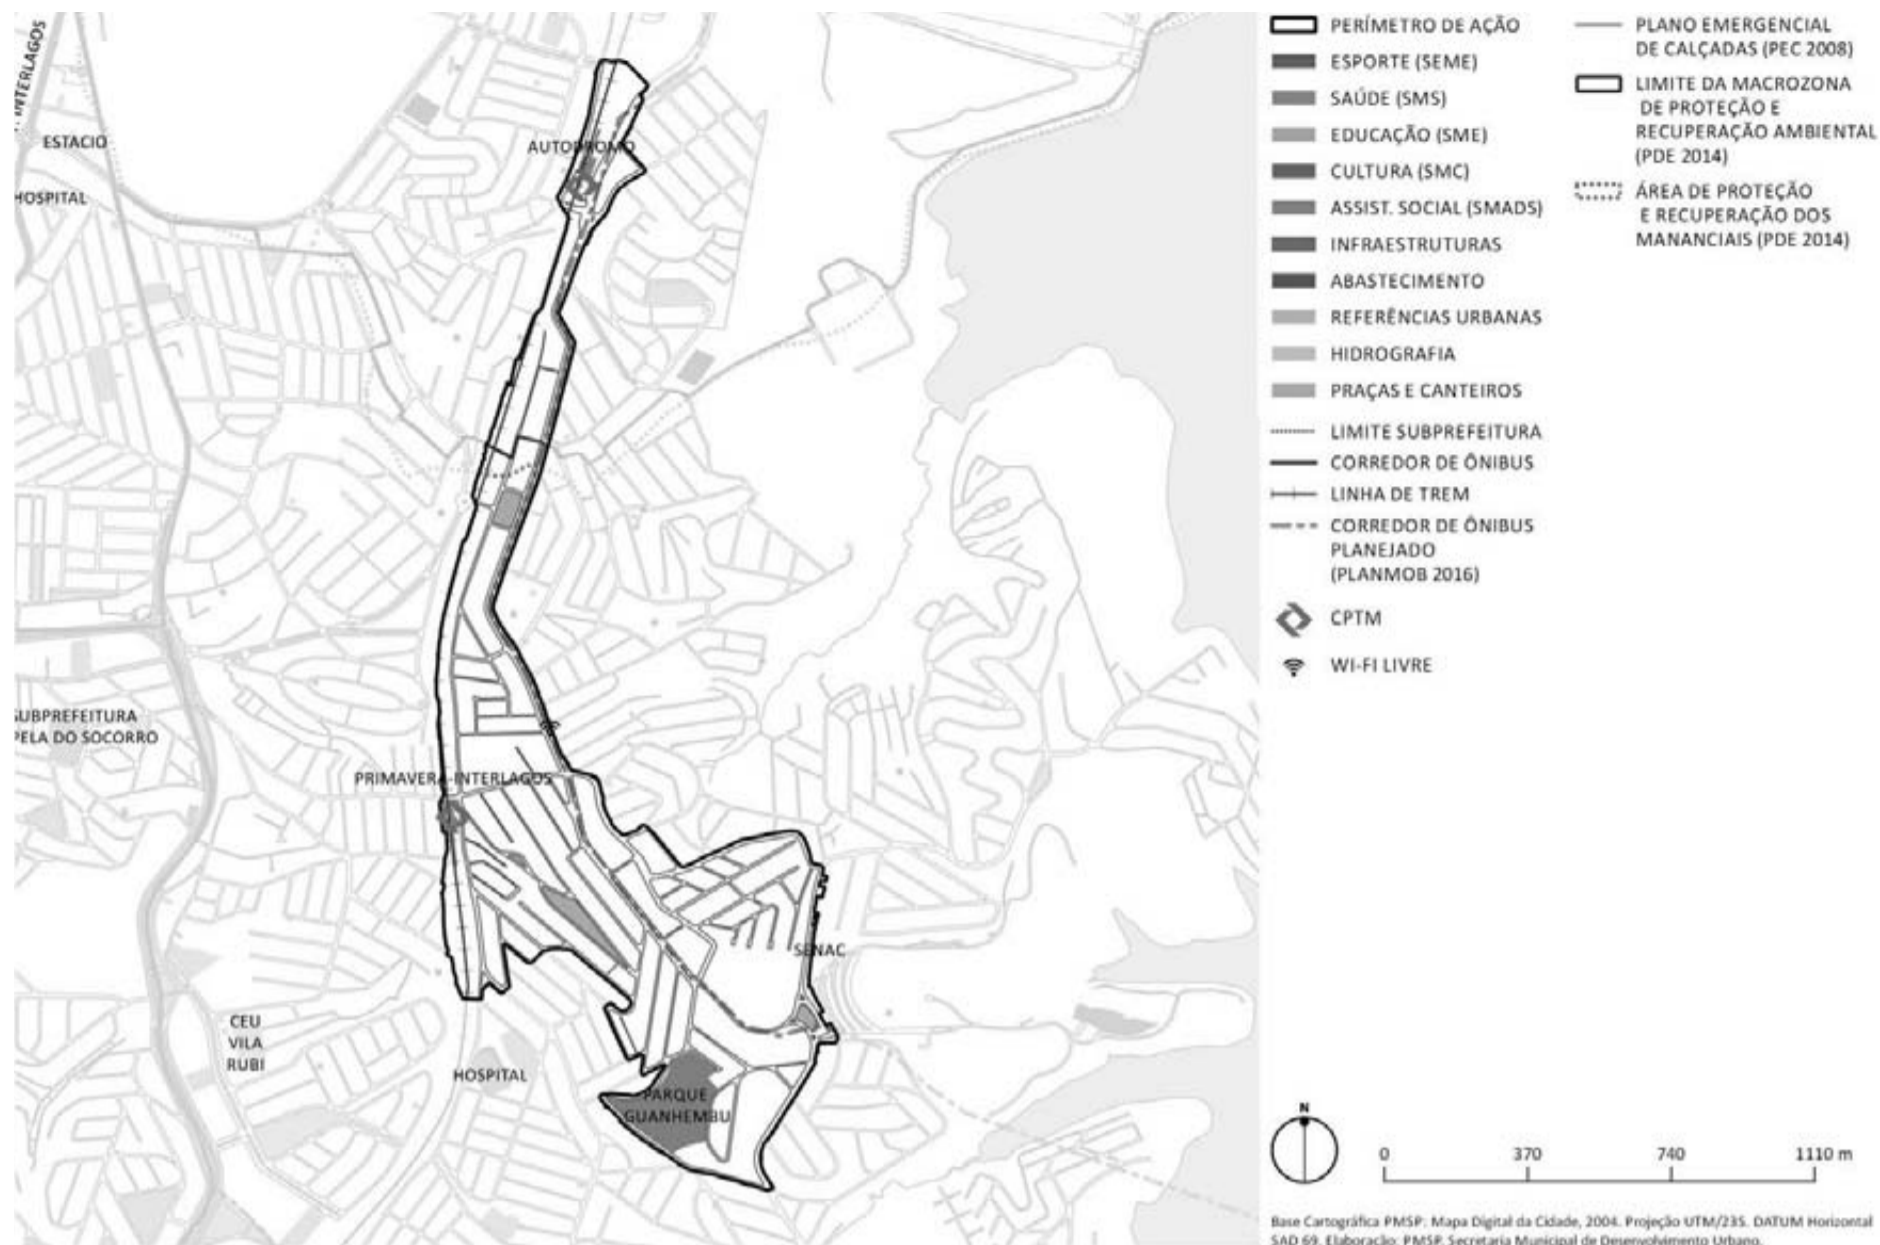 INTERLAGOS
ESTACIO
HOSPITAL
AUTODROMO
SUBPREFEITURA
PELA DO SOCORRO
PRIMAVERA-INTERLAGOS
SENAC
CEU
VILA
RUBI
HOSPITAL
PARQUE
GUANHEMBU
PERÍMETRO DE AÇÃO
ESPORTE (SEME)
SAÚDE (SMS)
EDUCAÇÃO (SME)
CULTURA (SMC)
ASSIST. SOCIAL (SMADS)
INFRAESTRUTURAS
ABASTECIMENTO
REFERÊNCIAS URBANAS
HIDROGRAFIA
PRAÇAS E CANTEIROS
LIMITE SUBPREFEITURA
CORREDOR DE ÔNIBUS
LINHA DE TREM
CORREDOR DE ÔNIBUS
PLANEJADO
(PLANMOB 2016)
CPTM
WI-FI LIVRE
PLANO EMERGENCIAL
DE CALÇADAS (PEC 2008)
LIMITE DA MACROZONA
DE PROTEÇÃO E
RECUPERAÇÃO AMBIENTAL
(PDE 2014)
ÁREA DE PROTEÇÃO
E RECUPERAÇÃO DOS
MANANCIAIS (PDE 2014)
N
0 370 740 1110 m
Base Cartográfica PMSP: Mapa Digital da Cidade, 2004. Projeção UTM/23S. DATUM Horizontal
SAD 69. Elaboração: PMSP. Secretaria Municipal de Desenvolvimento Urbano.